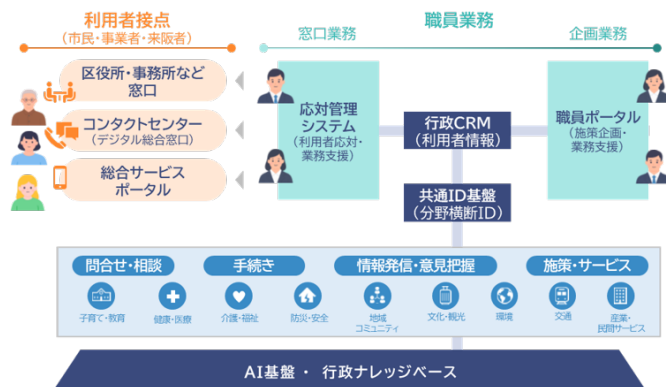 利用者接点
(市民・事業者・来阪者)
職員業務
窓口業務
企画業務
区役所・事務所など
窓口
コンタクトセンター
(デジタル総合窓口)
総合サービス
ポータル
応対管理
システム
(利用者応対・
業務支援)
行政CRM
(利用者情報)
共通ID基盤
(分野横断ID)
職員ポータル
(施策企画・
業務支援)
問合せ・相談
手続き
情報発信・意見把握
施策・サービス
子育て・教育
健康・医療
介護・福祉
防災・安全
地域
コミュニティ
文化・観光
環境
交通
産業・
民間サービス
AI基盤 ・ 行政ナレッジベース